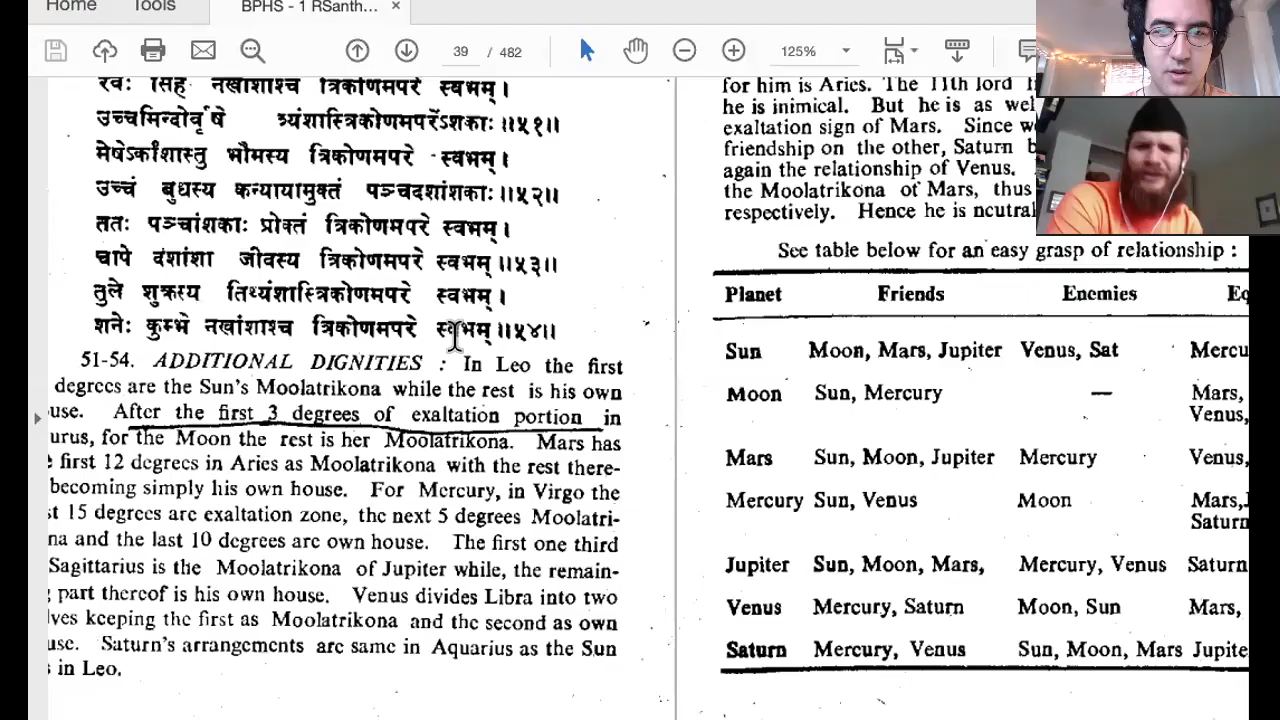 Home
Tools
BPHS - 1 RSanth...
×
39 / 482
125%
सिंहे नखांशाश्च त्रिकोणमपरे स्वभम् ।
उच्चमिन्दोर्वृषे त्र्यंशास्त्रिकोणमपरेंऽशकाः ॥५१॥
मेषेऽर्कांशास्तु भौमस्य त्रिकोणमपरे स्वभम् ।
उच्चं बुधस्य कन्यायामुक्तं पञ्चदशांशकाः ॥५२॥
ततः पञ्चांशकाः प्रोक्तं त्रिकोणमपरे स्वभम् ।
चापे दशांशा जीवस्य त्रिकोणमपरे स्वभम् ॥५३॥
तुले शुक्रस्य तिथ्यंशास्त्रिकोणमपरे स्वभम् ।
शनेः कुम्भे नखांशाश्च त्रिकोणमपरे स्वभम् ॥५४॥
51-54. ADDITIONAL DIGNITIES : In Leo the first
degrees are the Sun's Moolatrikona while the rest is his own
use. After the first 3 degrees of exaltation portion in
urus, for the Moon the rest is her Moolatrikona. Mars has
first 12 degrees in Aries as Moolatrikona with the rest there-
becoming simply his own house. For Mercury, in Virgo the
st 15 degrees are exaltation zone, the next 5 degrees Moolatri-
na and the last 10 degrees are own house. The first one third
Sagittarius is the Moolatrikona of Jupiter while, the remain-
part thereof is his own house. Venus divides Libra into two
lves keeping the first as Moolatrikona and the second as own
use. Saturn's arrangements are same in Aquarius as the Sun
in Leo.
for him is Aries. The 11th lord
he is inimical. But he is as wel
exaltation sign of Mars. Since w
friendship on the other, Saturn b
again the relationship of Venus.
the Moolatrikona of Mars, thus
respectively. Hence he is neutral
See table below for an easy grasp of relationship :
Planet Friends Enemies Eq
Sun Moon, Mars, Jupiter Venus, Sat Mercu
Moon Sun, Mercury — Mars,
Venus,
Mars Sun, Moon, Jupiter Mercury Venus,
Mercury Sun, Venus Moon Mars,J
Saturn
Jupiter Sun, Moon, Mars, Mercury, Venus Saturn
Venus Mercury, Saturn Moon, Sun Mars,
Saturn Mercury, Venus Sun, Moon, Mars Jupite